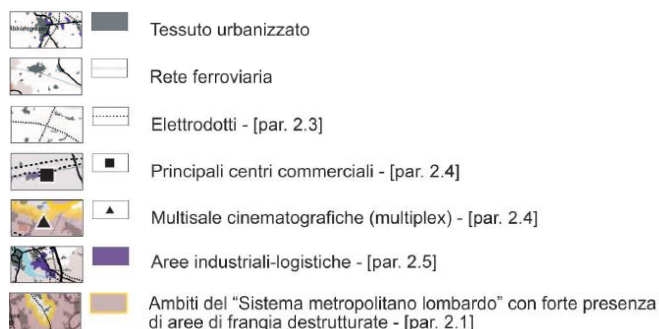 Tessuto urbanizzato
Rete ferroviaria
Elettrodotti - [par. 2.3]
Principali centri commerciali - [par. 2.4]
Multisale cinematografiche (multiplex) - [par. 2.4]
Aree industriali-logistiche - [par. 2.5]
Ambiti del “Sistema metropolitano lombardo” con forte presenza
di aree di frangia destrutturate - [par. 2.1]